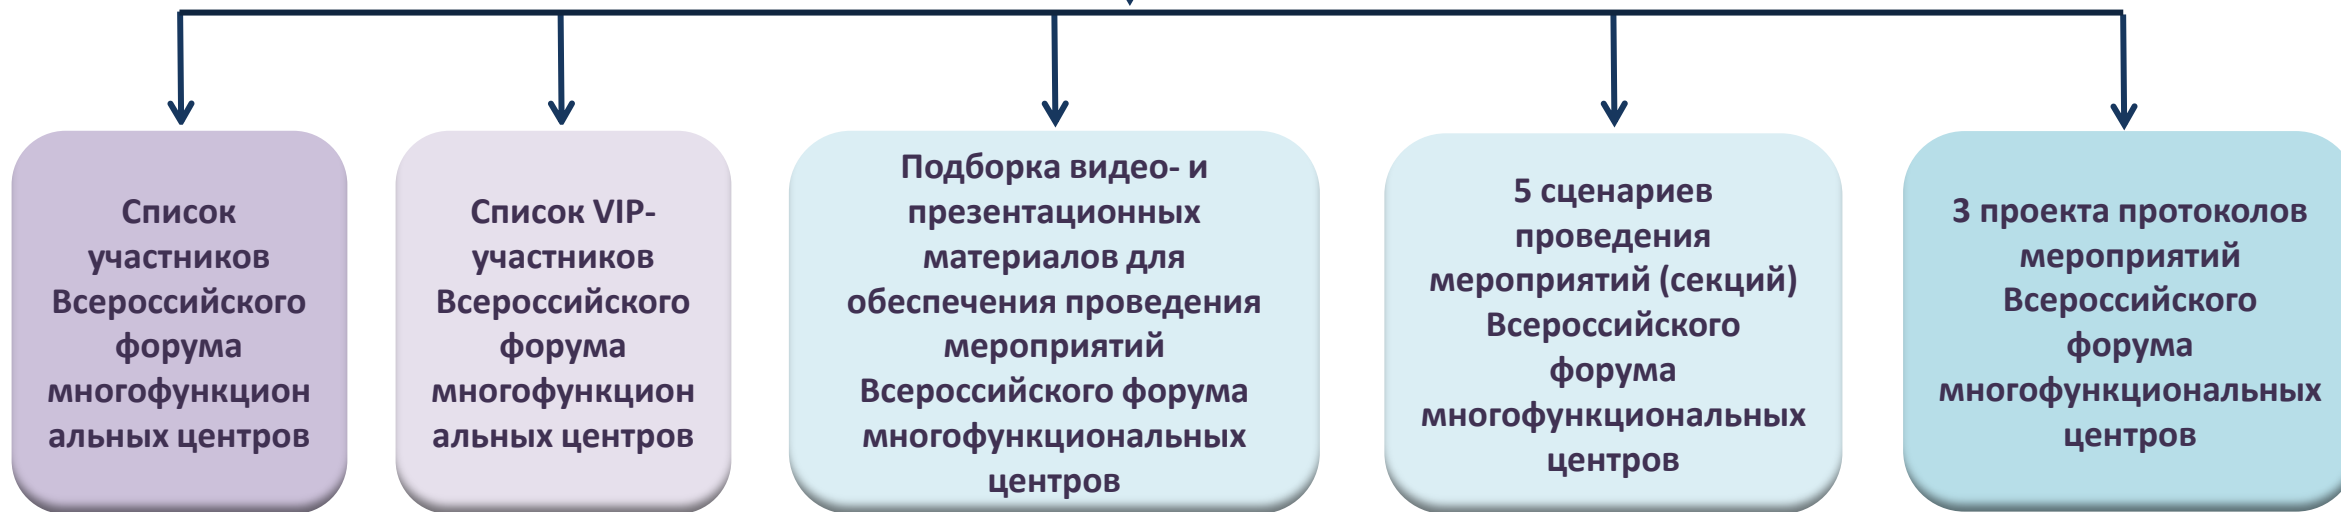 Список
участников
Всероссийского
форума
многофункцион
альных центров
Список VIP-
участников
Всероссийского
форума
многофункцион
альных центров
Подборка видео- и
презентационных
материалов для
обеспечения проведения
мероприятий
Всероссийского форума
многофункциональных
центров
5 сценариев
проведения
мероприятий (секций)
Всероссийского
форума
многофункциональных
центров
3 проекта протоколов
мероприятий
Всероссийского
форума
многофункциональных
центров